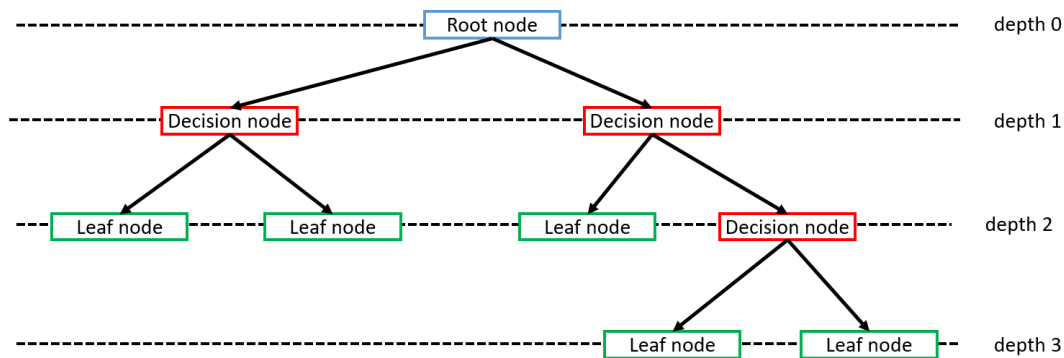 Root node
depth 0
Decision node
Decision node
depth 1
Leaf node
Leaf node
Leaf node
Decision node
depth 2
Leaf node
Leaf node
depth 3